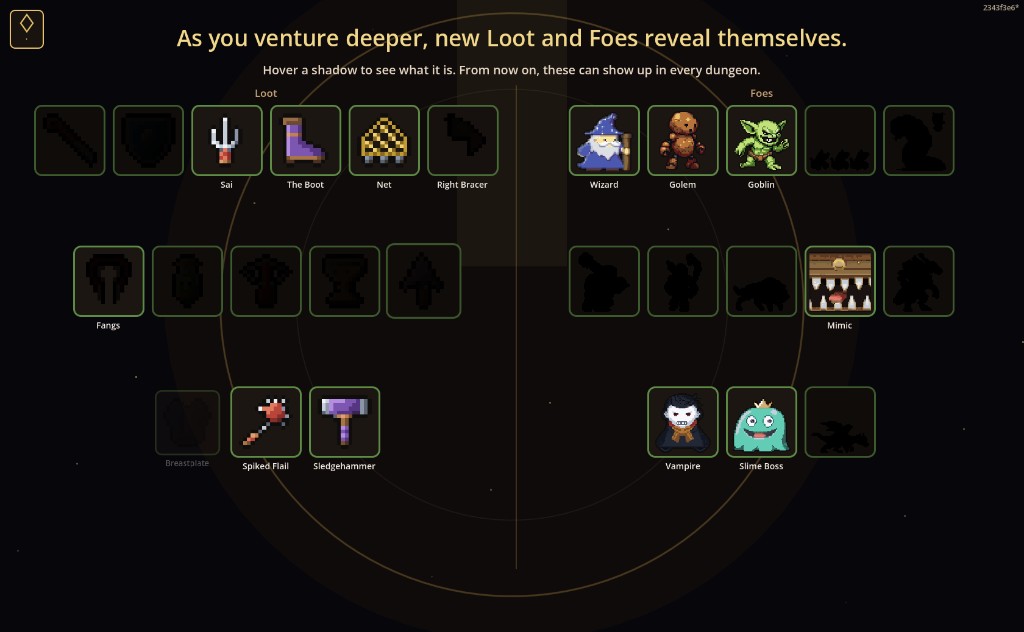 2343f3e6*
As you venture deeper, new Loot and Foes reveal themselves.
Hover a shadow to see what it is. From now on, these can show up in every dungeon.
Loot
Foes
Sai
The Boot
Net
Right Bracer
Wizard
Golem
Goblin
Fangs
Mimic
Breastplate
Spiked Flail
Sledgehammer
Vampire
Slime Boss